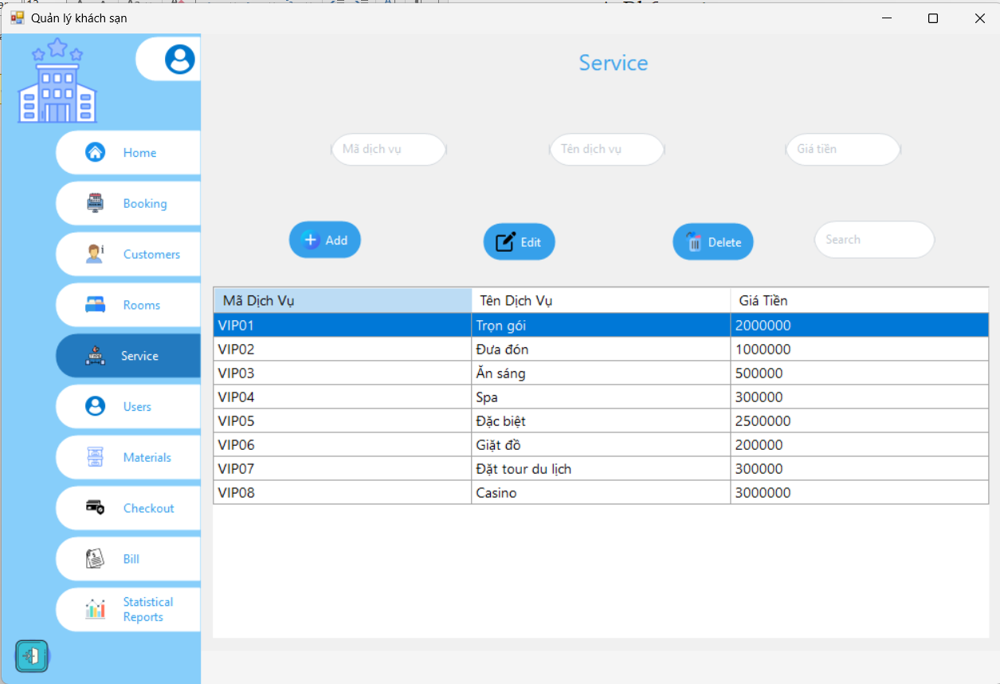 Quản lý khách sạn
Service
Home
Booking
Customers
Rooms
Service
Users
Materials
Checkout
Bill
Statistical
Reports
Mã dịch vụ
Tên dịch vụ
Giá tiền
Add
Edit
Delete
Search
Mã Dịch Vụ Tên Dịch Vụ Giá Tiền
VIP01 Trọn gói 2000000
VIP02 Đưa đón 1000000
VIP03 Ăn sáng 500000
VIP04 Spa 300000
VIP05 Đặc biệt 2500000
VIP06 Giặt đồ 200000
VIP07 Đặt tour du lịch 300000
VIP08 Casino 3000000